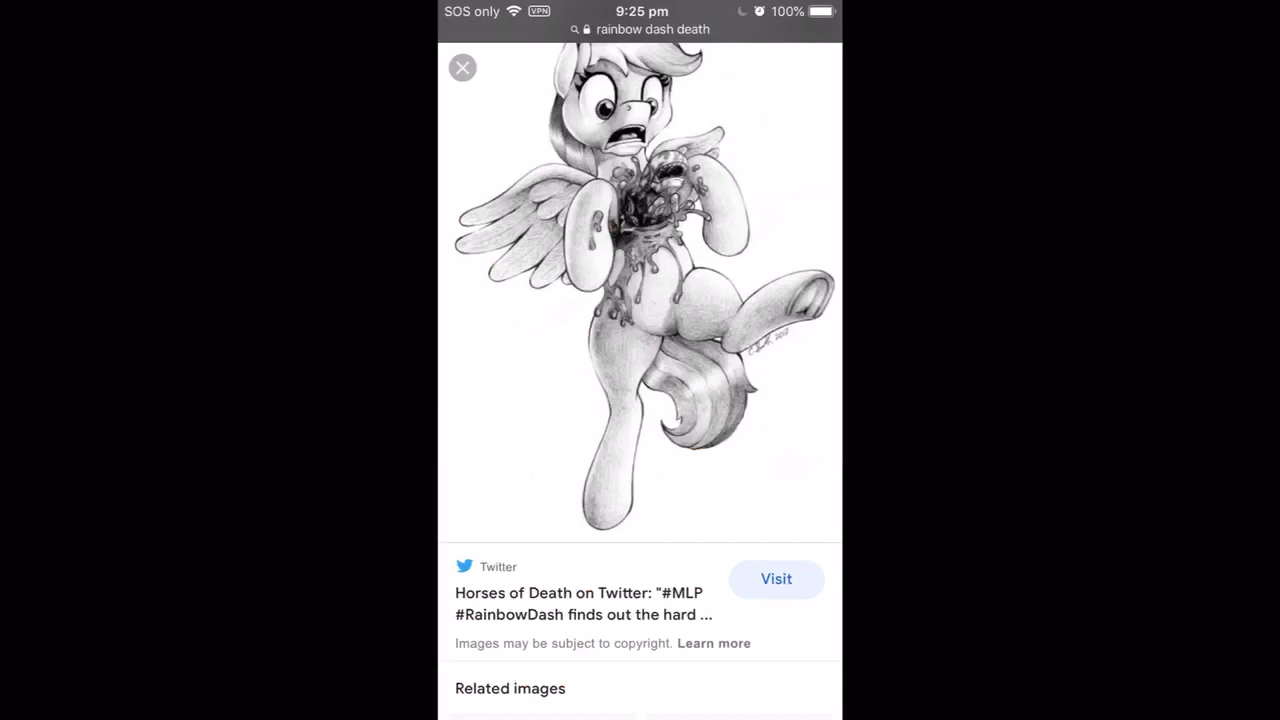 SOS only VPN 9:25 pm 100%
rainbow dash death
2017
Twitter
Visit
Horses of Death on Twitter: "#MLP
#RainbowDash finds out the hard ...
Images may be subject to copyright. Learn more
Related images